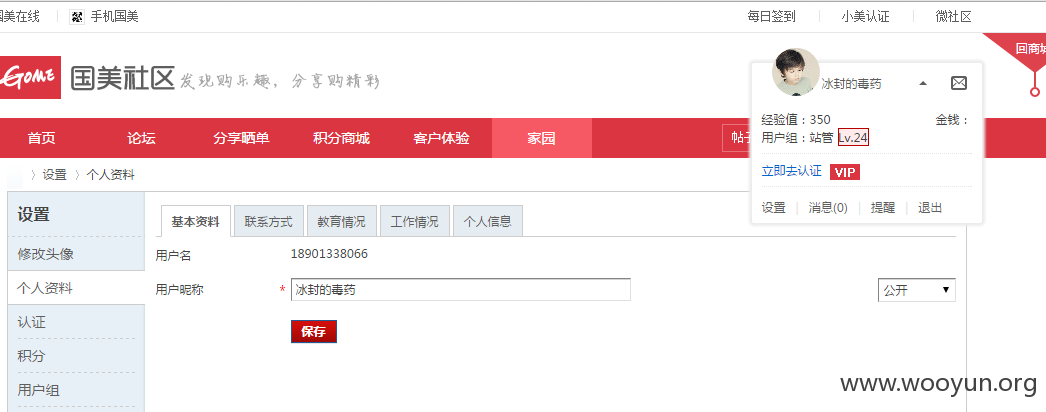 国美在线 手机国美 每日签到 小美认证 微社区
回商城
GOME 国美社区 发现购乐趣，分享购精彩
冰封的毒药
首页 论坛 分享晒单 积分商城 客户体验 家园 帖子
经验值：350 金钱：
用户组：站管 Lv.24
立即去认证 VIP
设置 消息(0) 提醒 退出
设置 个人资料
设置
修改头像
个人资料
认证
积分
用户组
基本资料 联系方式 教育情况 工作情况 个人信息
用户名 18901338066
用户昵称 * 冰封的毒药 公开
保存
www.wooyun.org